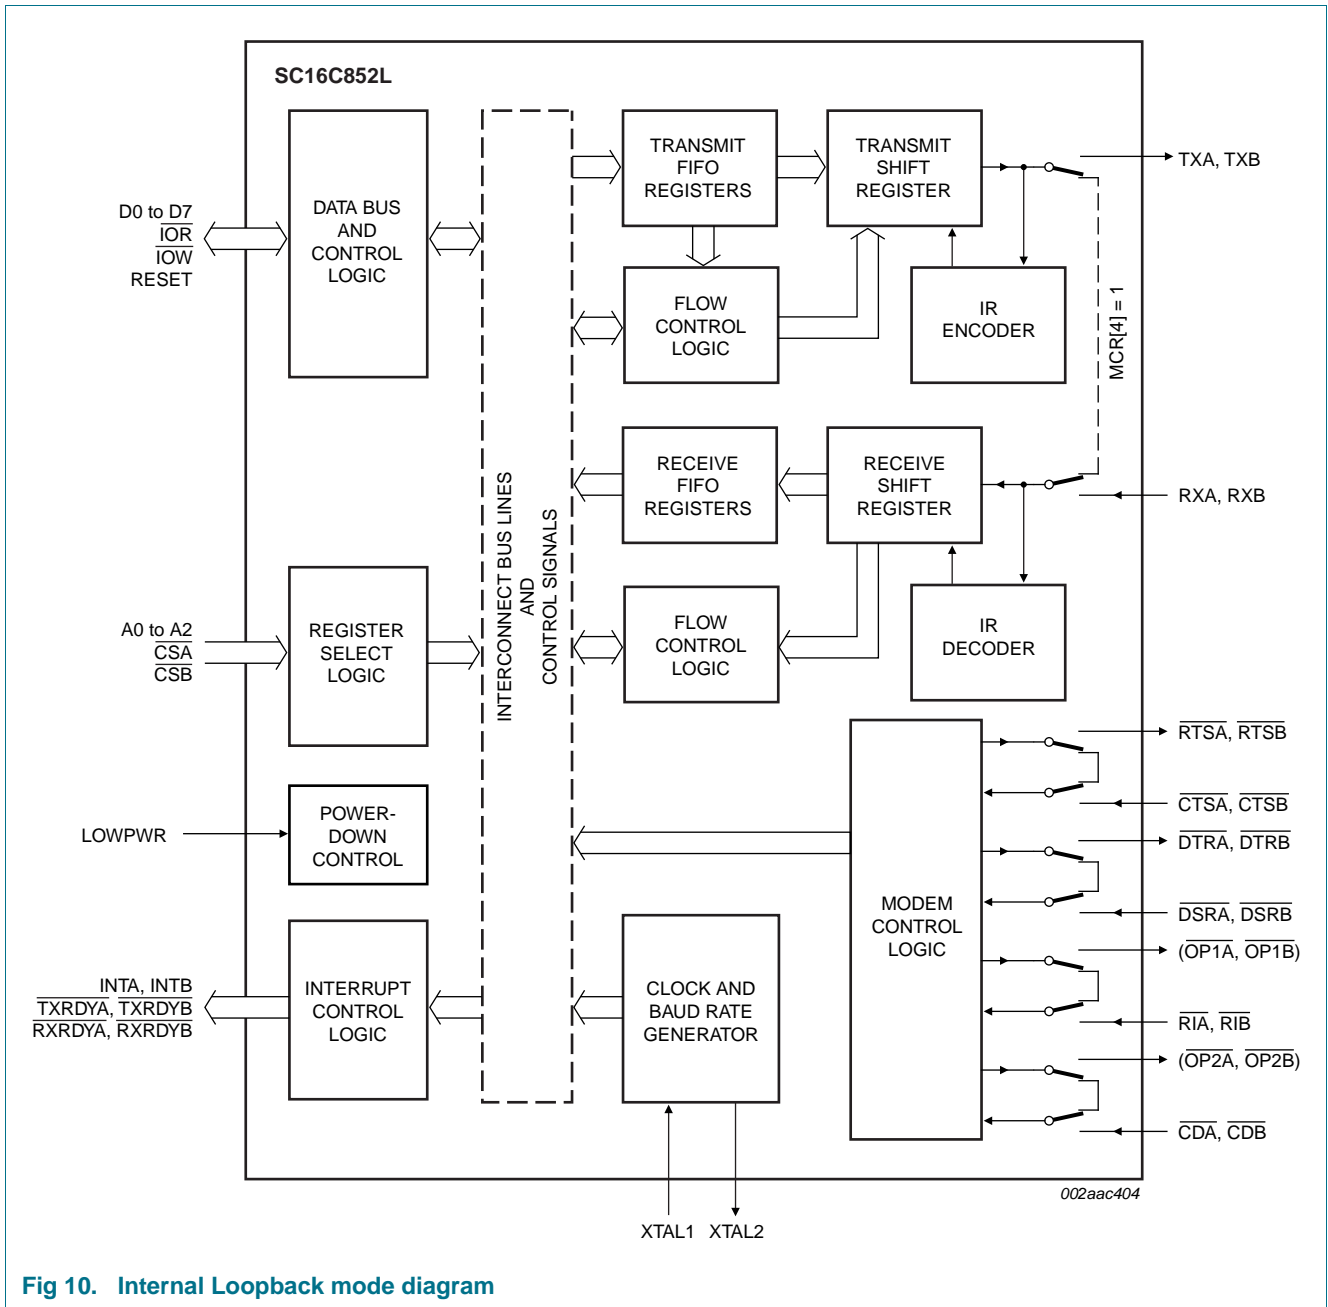 SC16C852L
TRANSMIT
FIFO
REGISTERS
TRANSMIT
SHIFT
REGISTER
TXA, TXB
D0 to D7
IOR
IOW
RESET
DATA BUS
AND
CONTROL
LOGIC
FLOW
CONTROL
LOGIC
IR
ENCODER
MCR[4] = 1
RECEIVE
FIFO
REGISTERS
RECEIVE
SHIFT
REGISTER
RXA, RXB
INTERCONNECT BUS LINES
AND
CONTROL SIGNALS
A0 to A2
CSA
CSB
REGISTER
SELECT
LOGIC
FLOW
CONTROL
LOGIC
IR
DECODER
RTSA, RTSB
CTSA, CTSB
LOWPWR
POWER-
DOWN
CONTROL
DTRA, DTRB
MODEM
CONTROL
LOGIC
DSRA, DSRB
(OP1A, OP1B)
INTA, INTB
TXRDYA, TXRDYB
RXRDYA, RXRDYB
INTERRUPT
CONTROL
LOGIC
CLOCK AND
BAUD RATE
GENERATOR
RIA, RIB
(OP2A, OP2B)
CDA, CDB
002aac404
XTAL1 XTAL2
Fig 10. Internal Loopback mode diagram